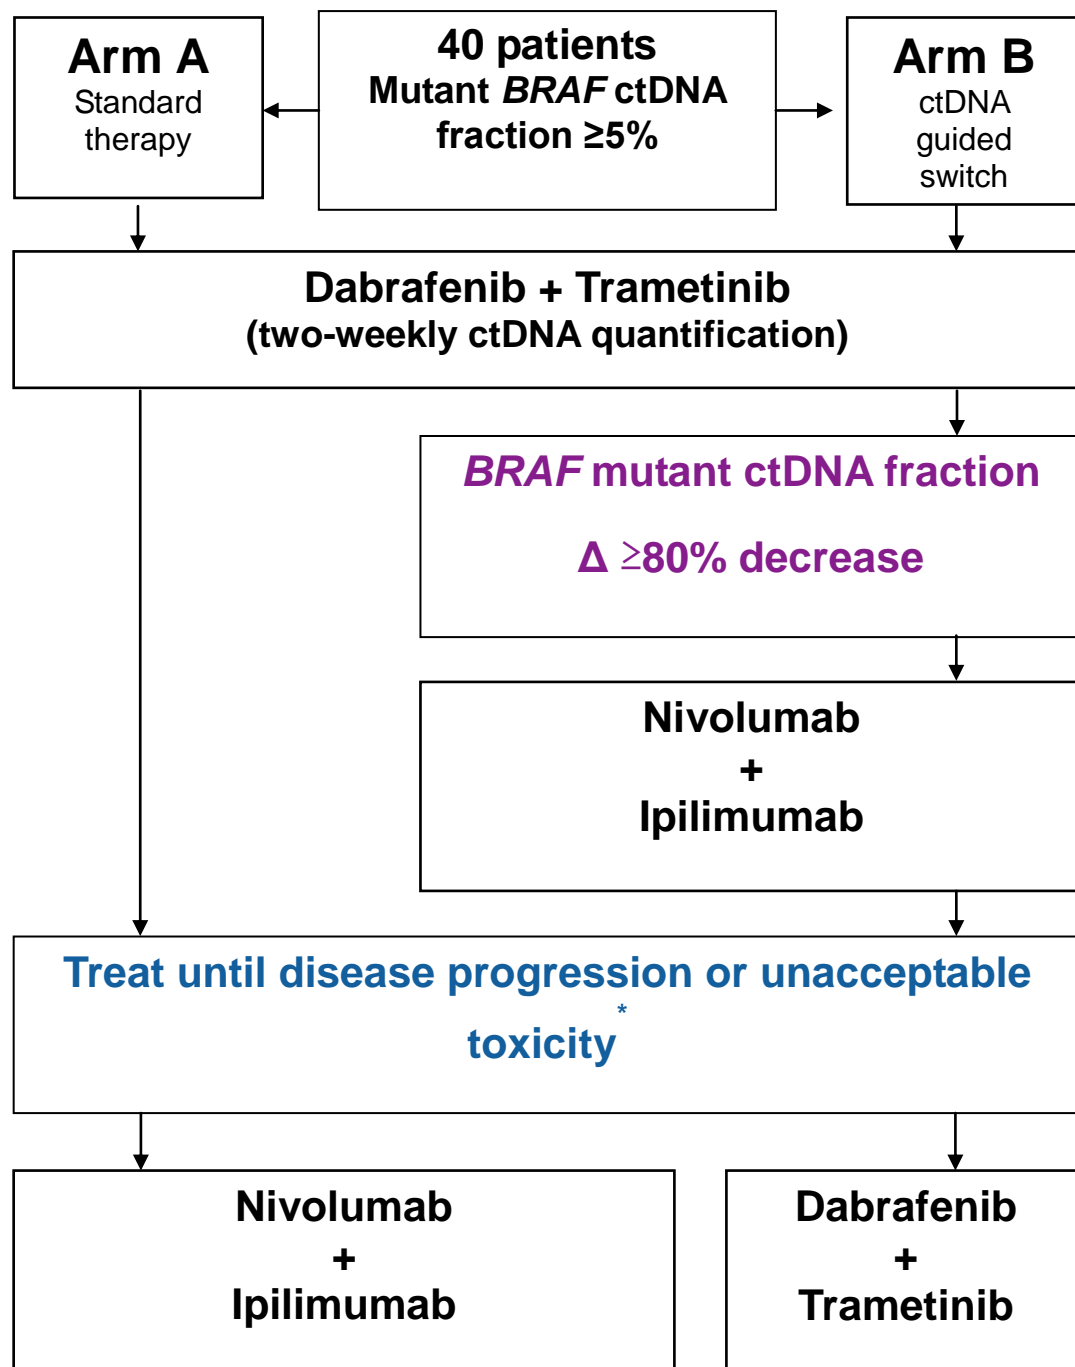 Arm A
Standard
therapy
40 patients
Mutant BRAF ctDNA
fraction ≥5%
Arm B
ctDNA
guided
switch
Dabrafenib + Trametinib
(two-weekly ctDNA quantification)
BRAF mutant ctDNA fraction
Δ ≥80% decrease
Nivolumab
+
Ipilimumab
Treat until disease progression or unacceptable
toxicity*
Nivolumab
+
Ipilimumab
Dabrafenib
+
Trametinib